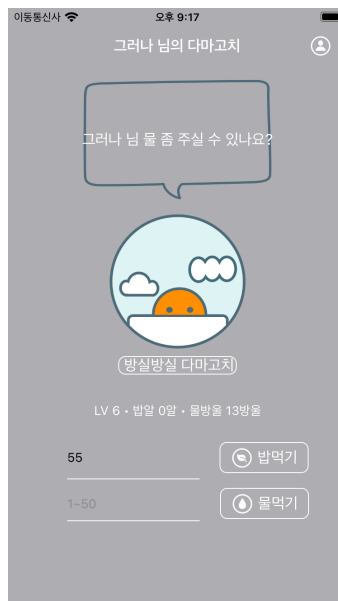 이동통신사 오후 9:17
그러나 님의 다마고치
그러나 님 물 좀 주실 수 있나요?
방실방실 다마고치
LV 6 • 밥알 0알 • 물방울 13방울
55 밥먹기
1~50 물먹기